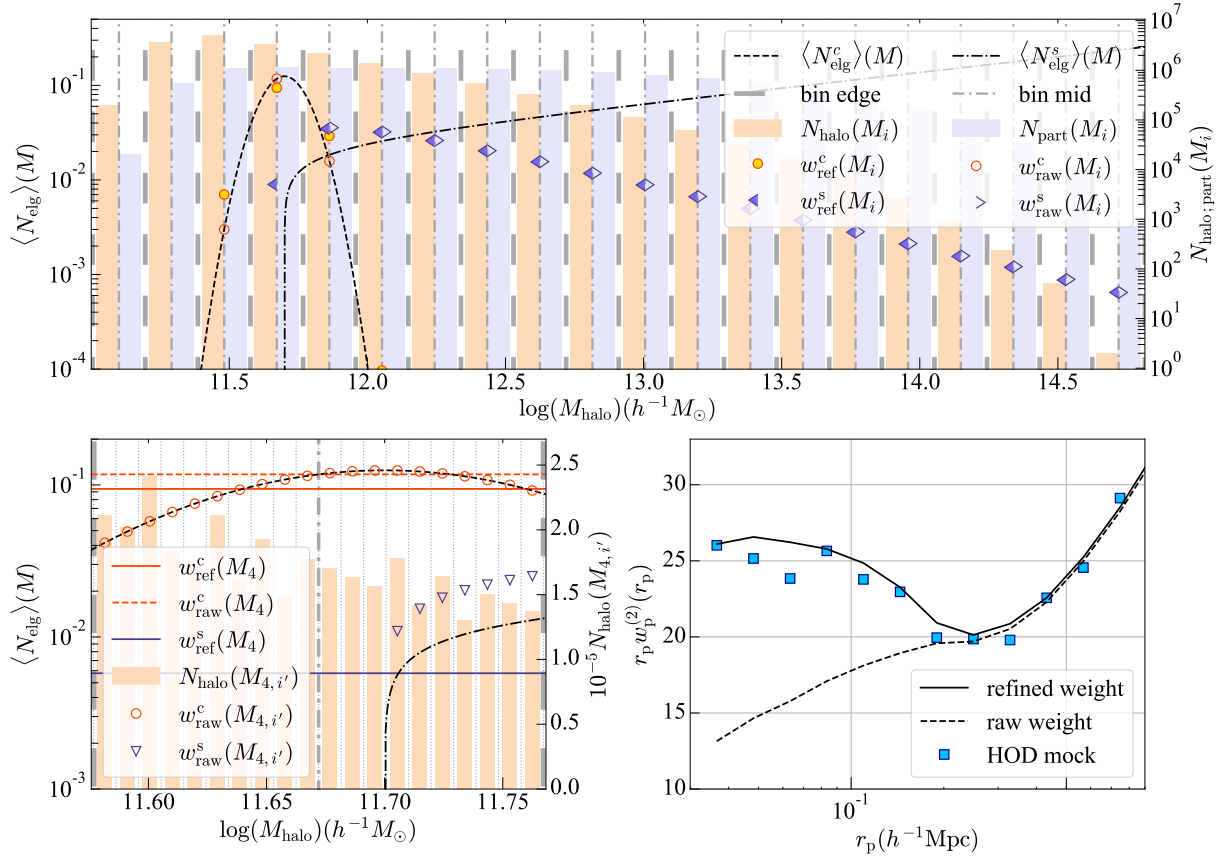 ⟨N_elg⟩(M)
10^-1
10^-2
10^-3
10^-4
11.5
12.0
12.5
13.0
13.5
14.0
14.5
log(M_halo)(h^-1 M_⊙)
10^7
10^6
10^5
10^4
10^3
10^2
10^1
10^0
N_halo;part(M_i)
⟨N^c_elg⟩(M)
⟨N^s_elg⟩(M)
bin edge
bin mid
N_halo(M_i)
N_part(M_i)
w^c_ref(M_i)
w^c_raw(M_i)
w^s_ref(M_i)
w^s_raw(M_i)
⟨N_elg⟩(M)
10^-1
10^-2
10^-3
11.60
11.65
11.70
11.75
log(M_halo)(h^-1 M_⊙)
2.5
2.0
1.5
1.0
0.5
0.0
10^-5 N_halo(M_4,i′)
w^c_ref(M_4)
w^c_raw(M_4)
w^s_ref(M_4)
N_halo(M_4,i′)
w^c_raw(M_4,i′)
w^s_raw(M_4,i′)
r_p w_p^(2)(r_p)
30
25
20
15
10
10^-1
r_p(h^-1 Mpc)
refined weight
raw weight
HOD mock